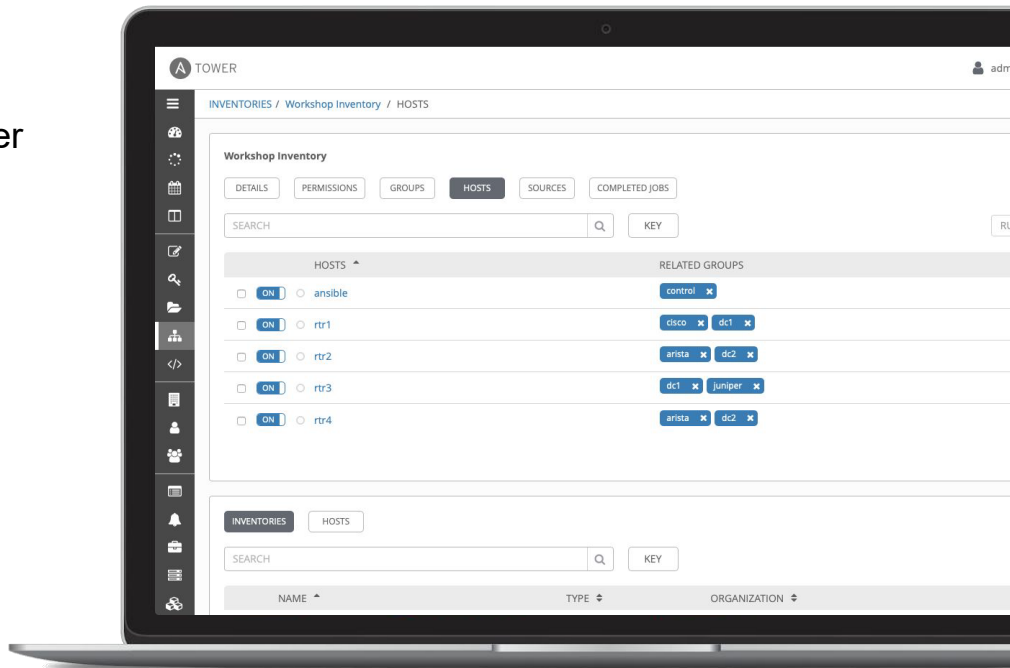 er
A TOWER
INVENTORIES / Workshop Inventory / HOSTS
Workshop Inventory
DETAILS PERMISSIONS GROUPS HOSTS SOURCES COMPLETED JOBS
SEARCH KEY
HOSTS RELATED GROUPS
ON ansible control x
ON rtr1 cisco x dc1 x
ON rtr2 arista x dc2 x
ON rtr3 dc1 x juniper x
ON rtr4 arista x dc2 x
INVENTORIES HOSTS
SEARCH KEY
NAME TYPE ORGANIZATION